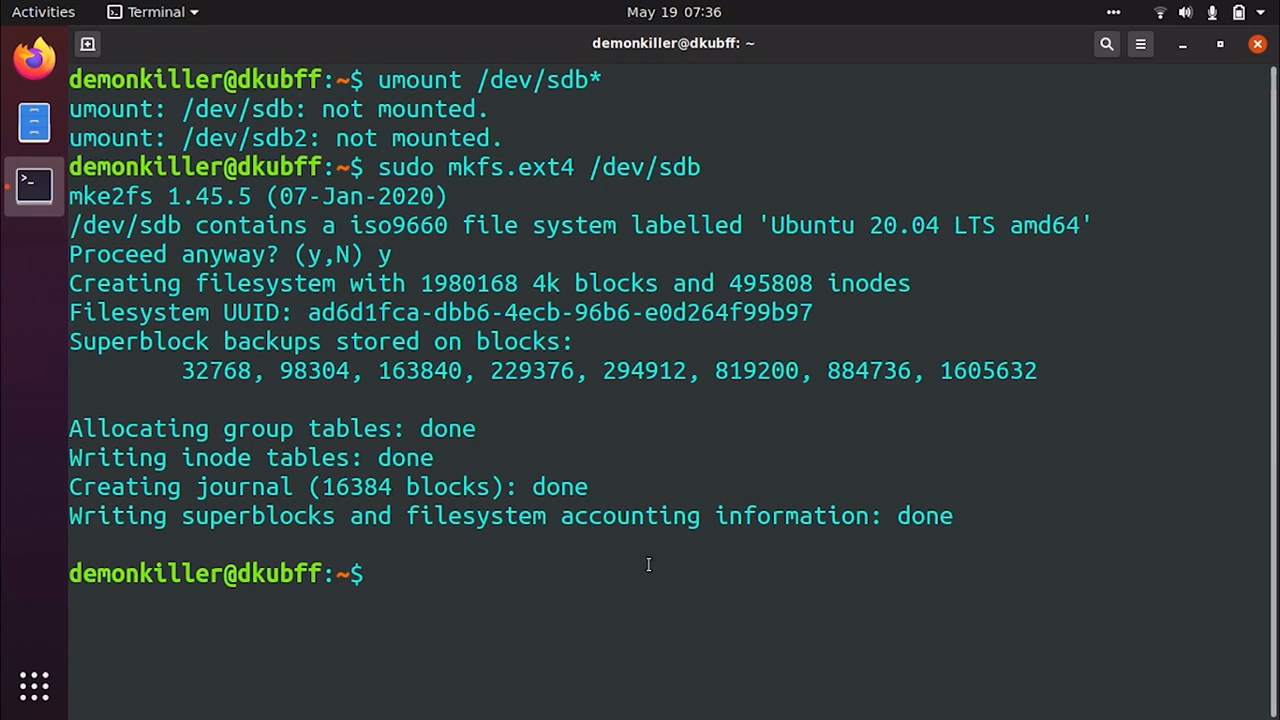 Activities Terminal May 19 07:36
demonkiller@dkubff: ~
demonkiller@dkubff:~$ umount /dev/sdb*
umount: /dev/sdb: not mounted.
umount: /dev/sdb2: not mounted.
demonkiller@dkubff:~$ sudo mkfs.ext4 /dev/sdb
mke2fs 1.45.5 (07-Jan-2020)
/dev/sdb contains a iso9660 file system labelled 'Ubuntu 20.04 LTS amd64'
Proceed anyway? (y,N) y
Creating filesystem with 1980168 4k blocks and 495808 inodes
Filesystem UUID: ad6d1fca-dbb6-4ecb-96b6-e0d264f99b97
Superblock backups stored on blocks:
32768, 98304, 163840, 229376, 294912, 819200, 884736, 1605632
Allocating group tables: done
Writing inode tables: done
Creating journal (16384 blocks): done
Writing superblocks and filesystem accounting information: done
demonkiller@dkubff:~$